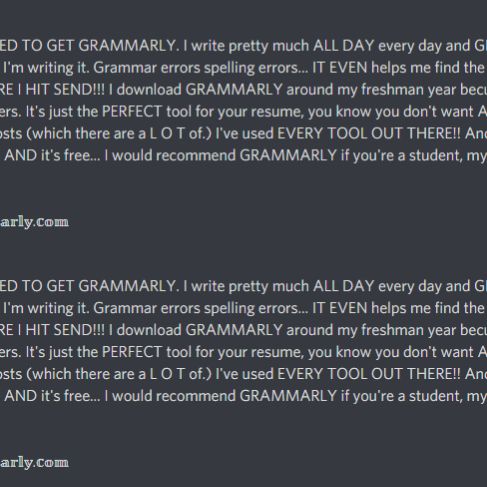 ED TO GET GRAMMARLY. I write pretty much ALL DAY every day and G
I'm writing it. Grammar errors spelling errors... IT EVEN helps me find the
RE I HIT SEND!!! I download GRAMMARLY around my freshman year becu
ers. It's just the PERFECT tool for your resume, you know you don't want A
osts (which there are a L O T of.) I've used EVERY TOOL OUT THERE!! And
AND it's free... I would recommend GRAMMARLY if you're a student, my
𝕒𝕣𝕝𝕪.𝕔𝕠𝕞
ED TO GET GRAMMARLY. I write pretty much ALL DAY every day and G
I'm writing it. Grammar errors spelling errors... IT EVEN helps me find the
RE I HIT SEND!!! I download GRAMMARLY around my freshman year becu
ers. It's just the PERFECT tool for your resume, you know you don't want A
osts (which there are a L O T of.) I've used EVERY TOOL OUT THERE!! And
AND it's free... I would recommend GRAMMARLY if you're a student, my
𝕒𝕣𝕝𝕪.𝕔𝕠𝕞